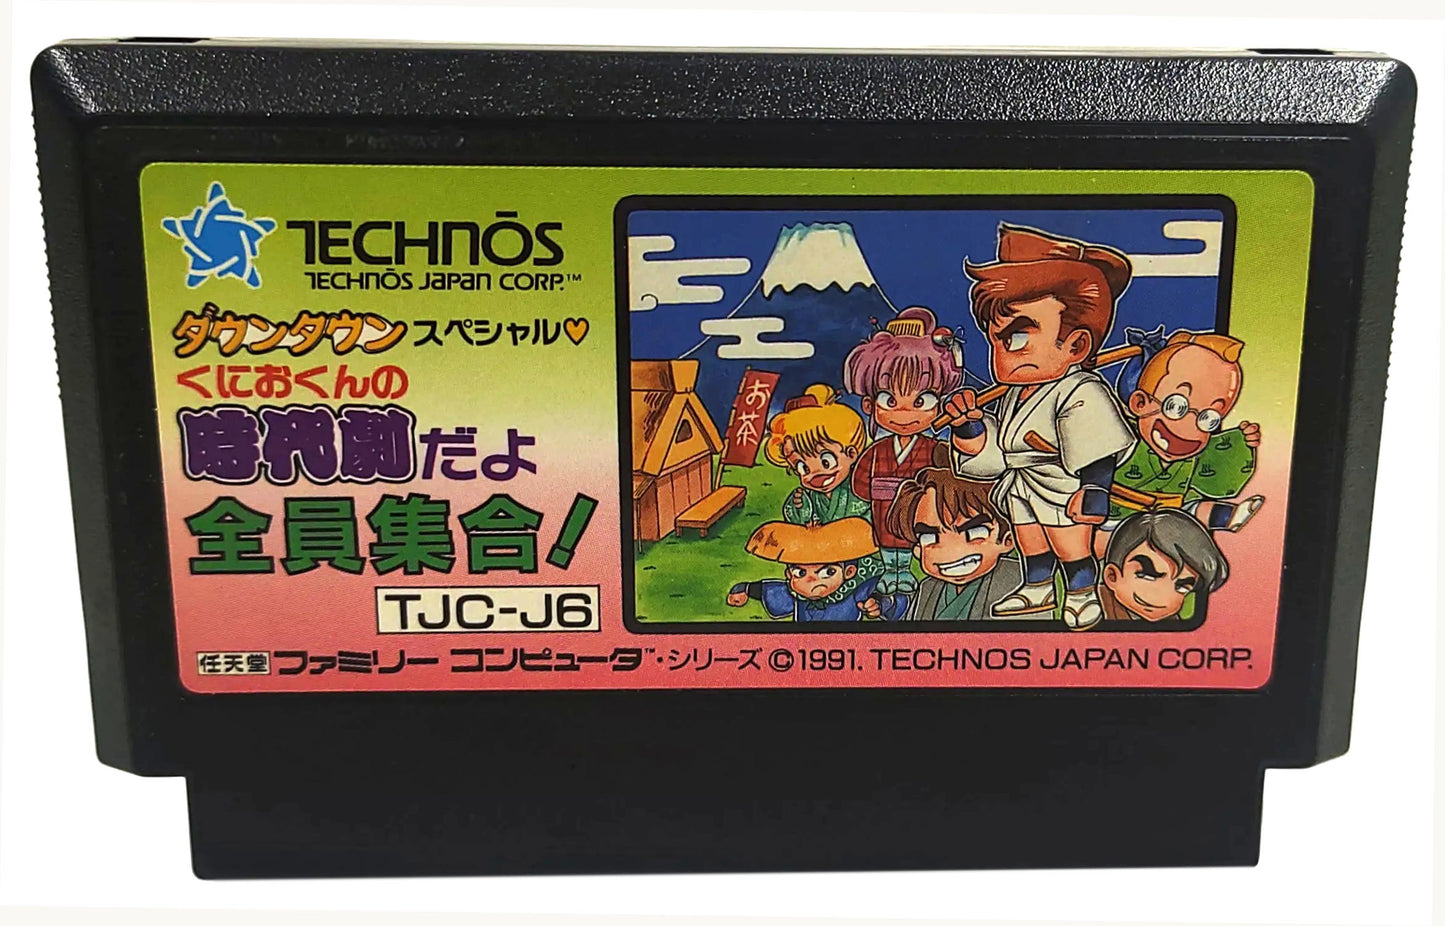 TECHNŌS
TECHNŌS JAPAN CORP.™
ダウンタウンスペシャル♥
くにおくんの
時代劇だよ
全員集合!
TJC-J6
お茶
任天堂 ファミリー コンピュータ™・シリーズ ©1991. TECHNOS JAPAN CORP.